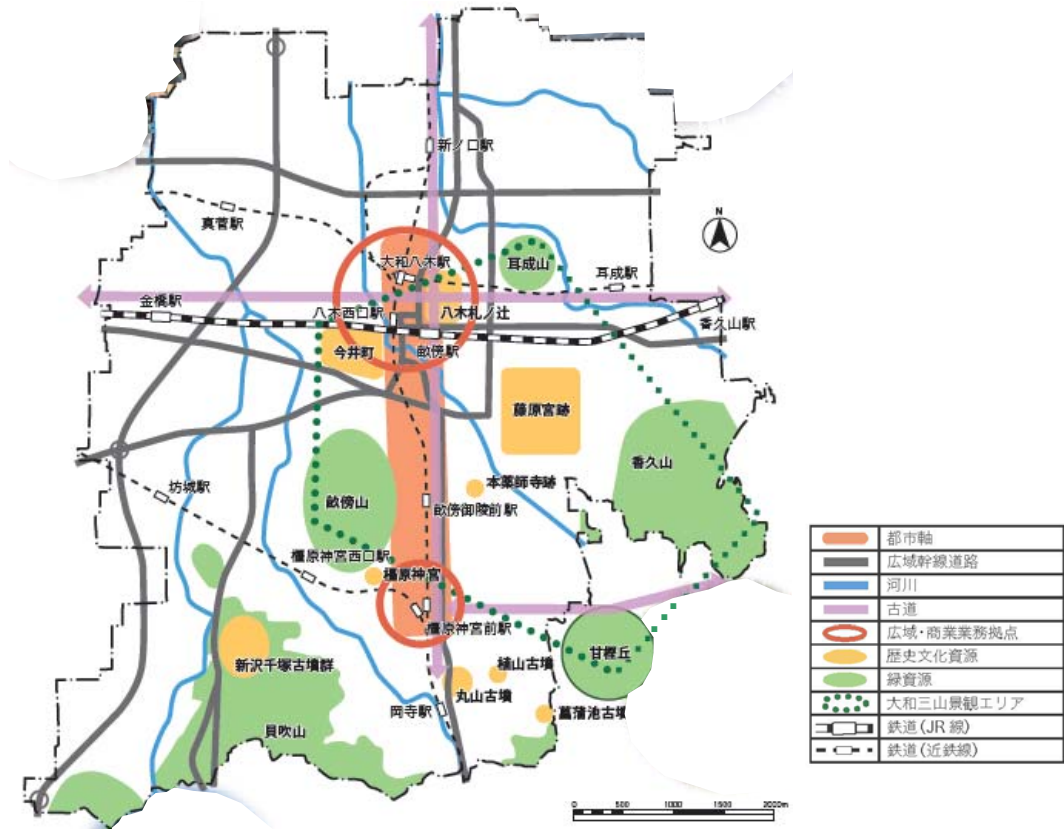 新ノ口駅
真菅駅
N
大和八木駅
耳成山
耳成駅
金橋駅
八木西口駅
八木札ノ辻
香久山駅
今井町
畝傍駅
藤原宮跡
香久山
本薬師寺跡
坊城駅
畝傍山
畝傍御陵前駅
橿原神宮西口駅
橿原神宮
橿原神宮前駅
甘樫丘
新沢千塚古墳群
植山古墳
丸山古墳
岡寺駅
菖蒲池古墳
貝吹山
0 500 1000 1500 2000m
都市軸
広域幹線道路
河川
古道
広域・商業業務拠点
歴史文化資源
緑資源
大和三山景観エリア
鉄道(JR線)
鉄道(近鉄線)